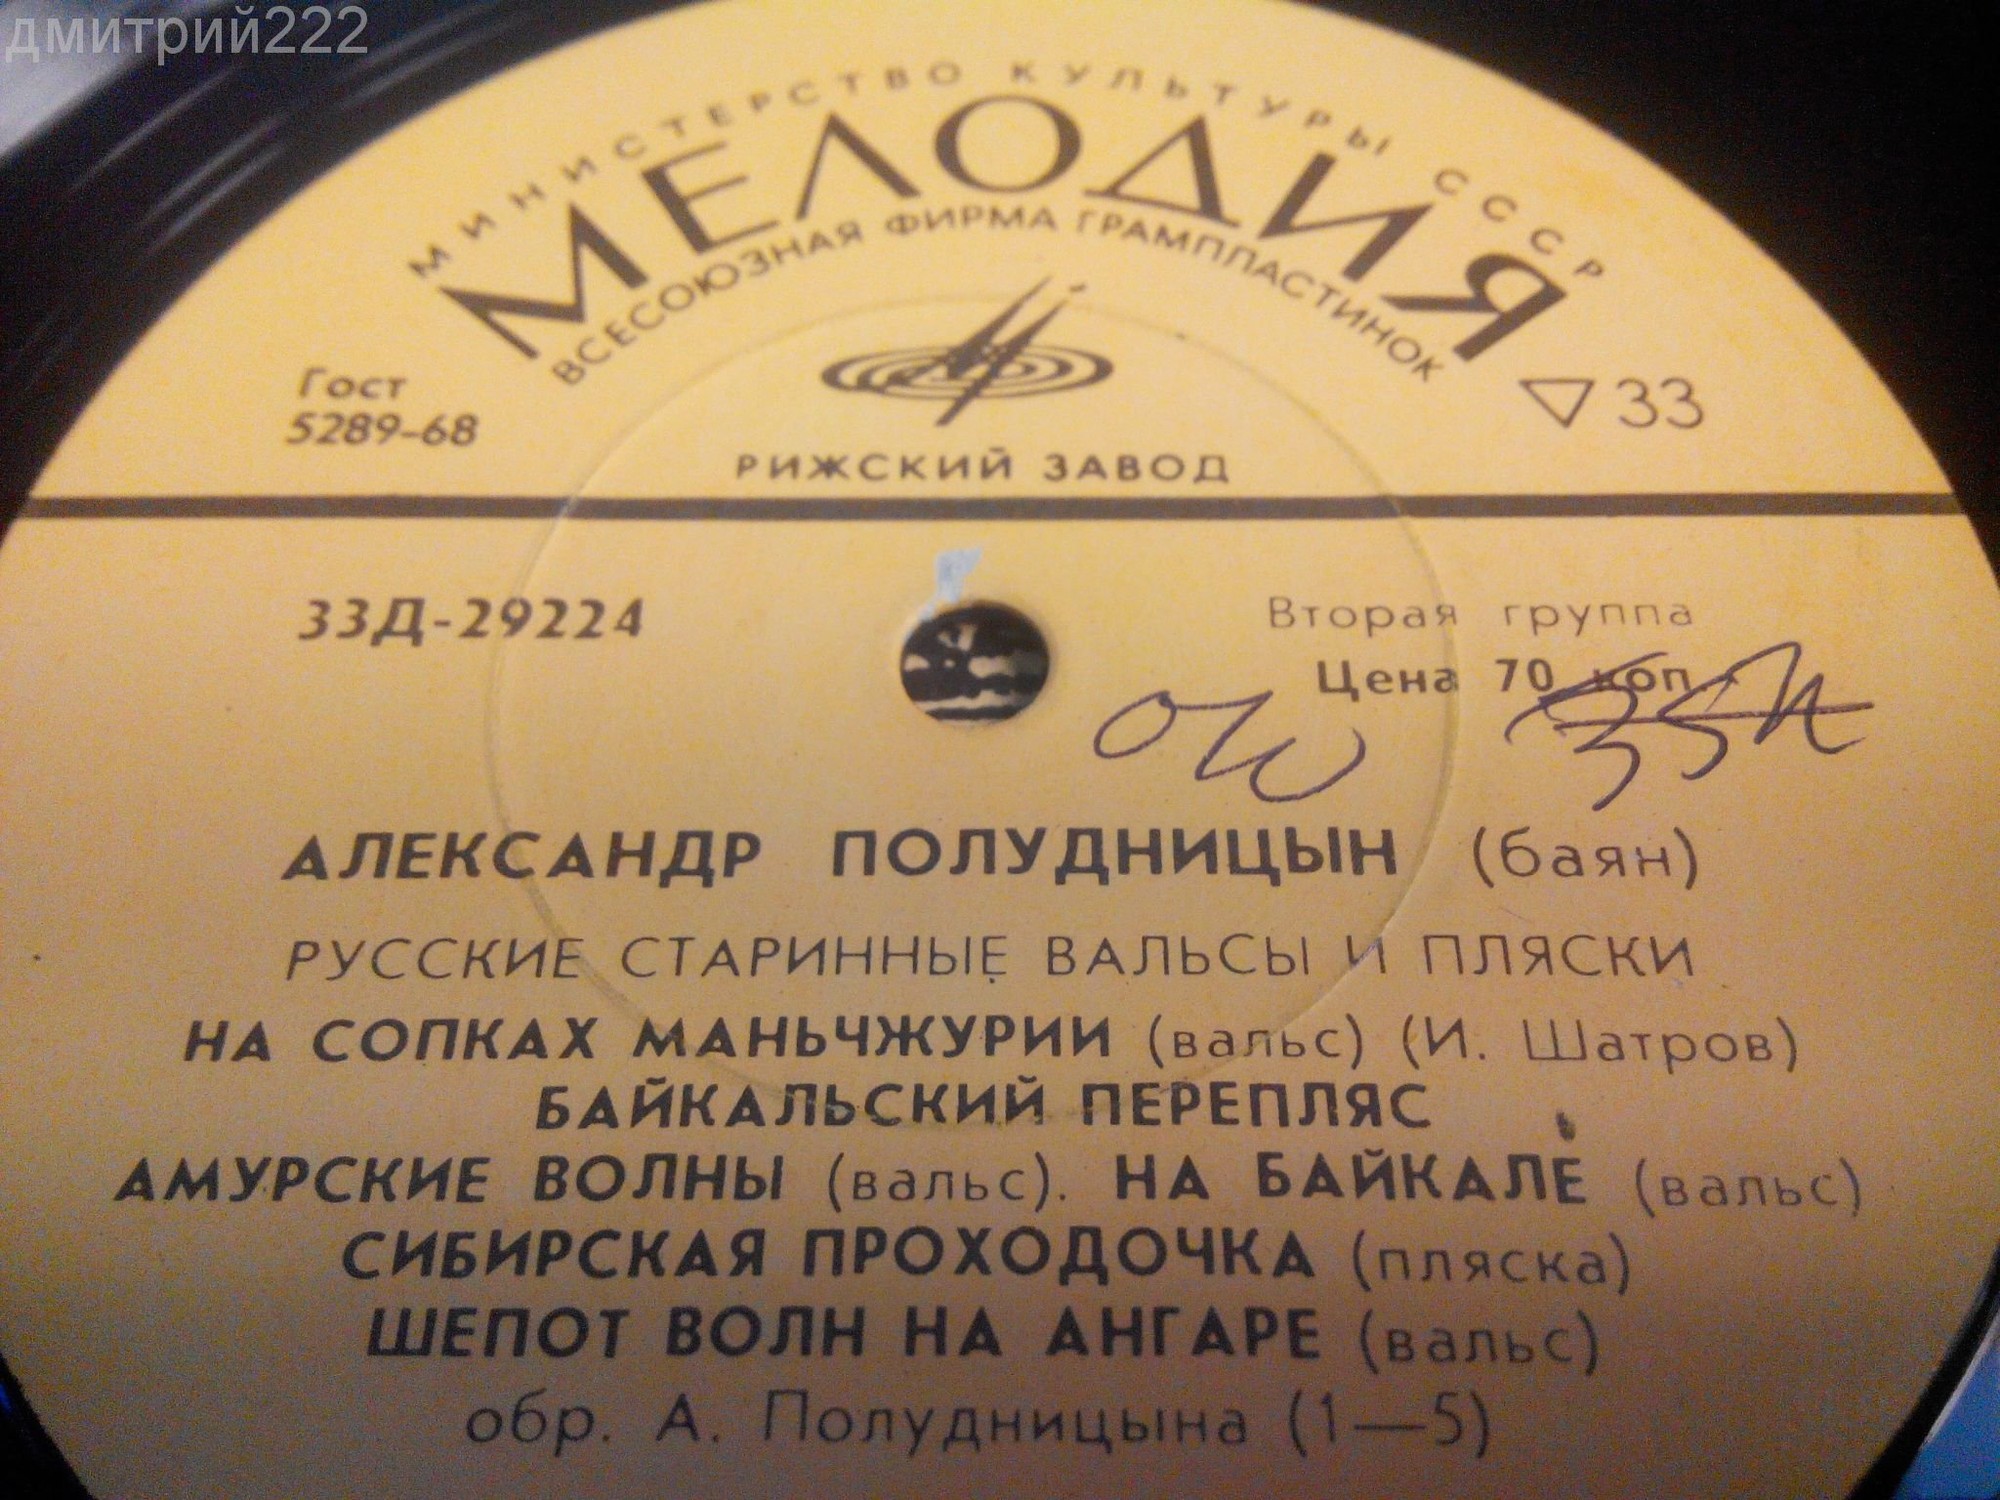 дмитрий222
МИНИСТЕРСТВО КУЛЬТУРЫ СССР
МЕЛОДИЯ
ВСЕСОЮЗНАЯ ФИРМА ГРАМПЛАСТИНОК
Гост
5289-68
33
РИЖСКИЙ ЗАВОД
33Д-29224
Вторая группа
Цена 70 коп
АЛЕКСАНДР ПОЛУДНИЦЫН (баян)
РУССКИЕ СТАРИННЫЕ ВАЛЬСЫ И ПЛЯСКИ
НА СОПКАХ МАНЬЧЖУРИИ (вальс) (И. Шатров)
БАЙКАЛЬСКИЙ ПЕРЕПЛЯС
АМУРСКИЕ ВОЛНЫ (вальс). НА БАЙКАЛЕ (вальс)
СИБИРСКАЯ ПРОХОДОЧКА (пляска)
ШЕПОТ ВОЛН НА АНГАРЕ (вальс)
обр. А. Полудницына (1—5)